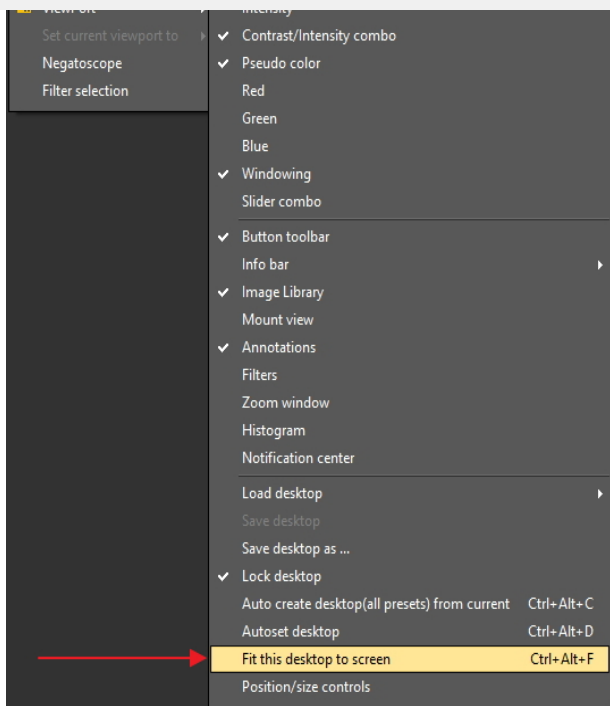 Viewport
Set current viewport to
Negatoscope
Filter selection
Intensity
Contrast/Intensity combo
Pseudo color
Red
Green
Blue
Windowing
Slider combo
Button toolbar
Info bar
Image Library
Mount view
Annotations
Filters
Zoom window
Histogram
Notification center
Load desktop
Save desktop
Save desktop as ...
Lock desktop
Auto create desktop(all presets) from current Ctrl+Alt+C
Autoset desktop Ctrl+Alt+D
Fit this desktop to screen Ctrl+Alt+F
Position/size controls